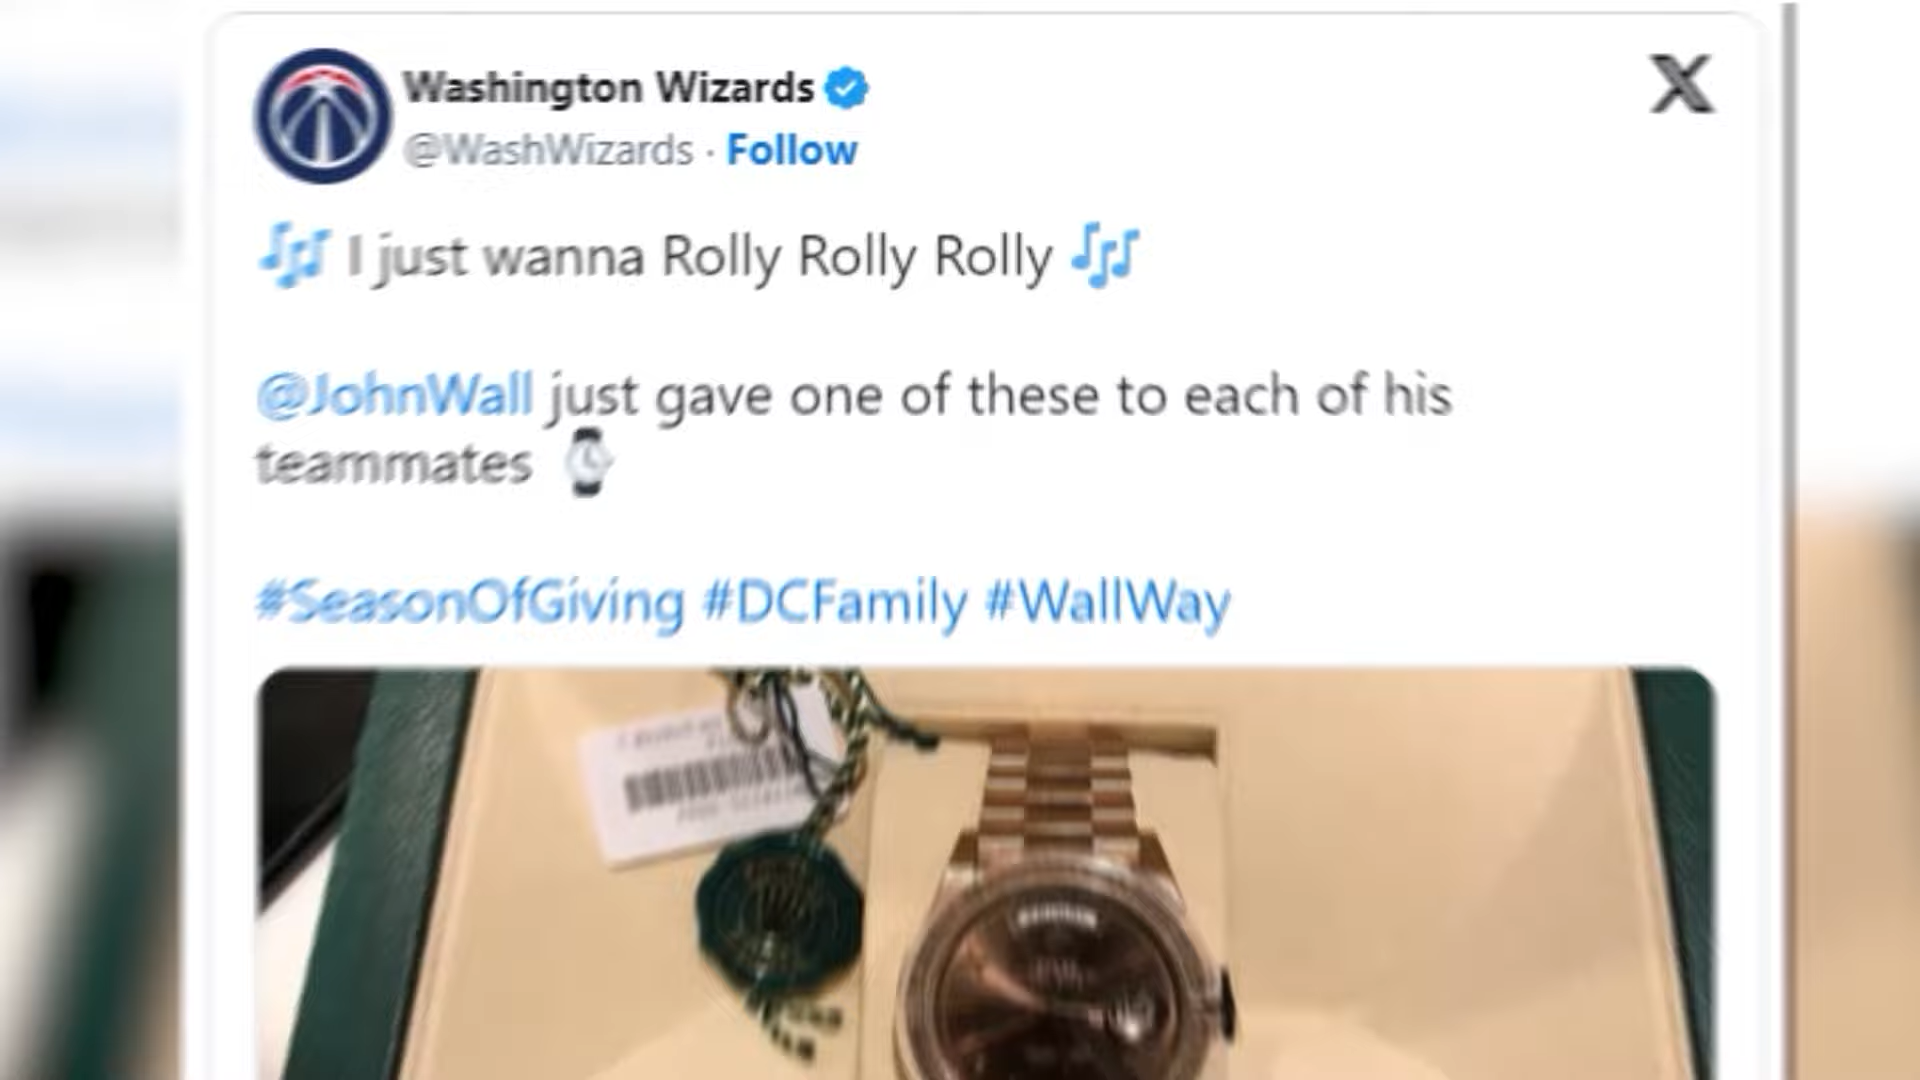 Washington Wizards
@WashWizards · Follow
🎶 I just wanna Rolly Rolly Rolly 🎶
@JohnWall just gave one of these to each of his
teammates ⌚
#SeasonOfGiving #DCFamily #WallWay